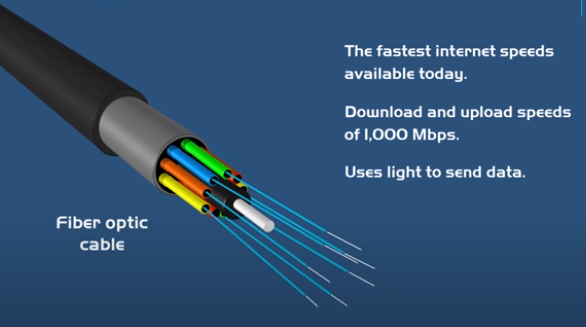 The fastest internet speeds
available today.
Download and upload speeds
of 1,000 Mbps.
Uses light to send data.
Fiber optic
cable